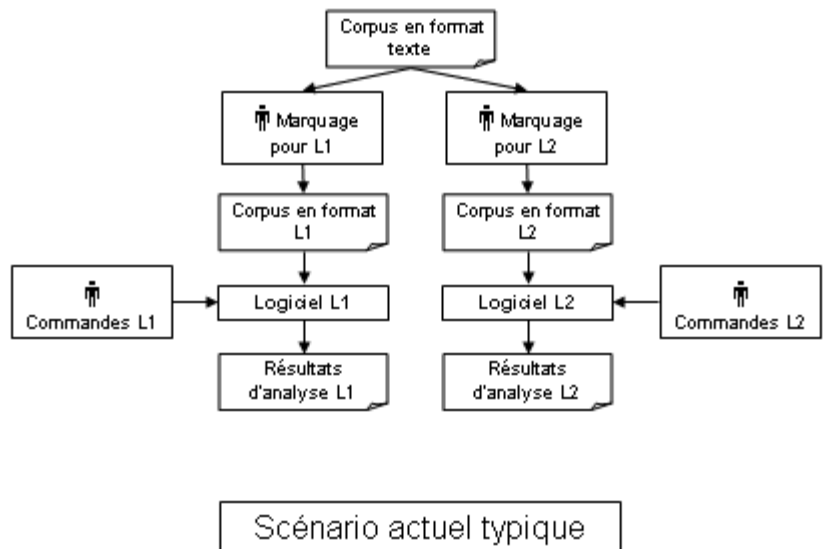 Corpus en format
texte
Marquage
pour L1
Marquage
pour L2
Corpus en format
L1
Corpus en format
L2
Commandes L1
Logiciel L1
Logiciel L2
Commandes L2
Résultats
d'analyse L1
Résultats
d'analyse L2
Scénario actuel typique